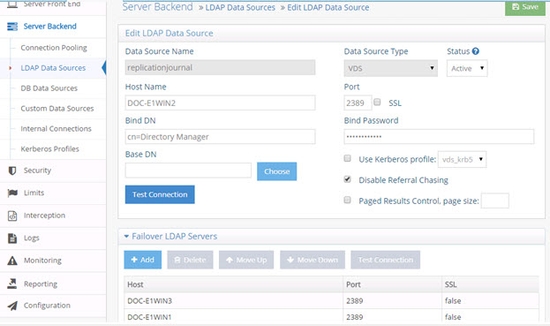 Server Front End
Server Backend
Connection Pooling
LDAP Data Sources
DB Data Sources
Custom Data Sources
Internal Connections
Kerberos Profiles
Security
Limits
Interception
Logs
Monitoring
Reporting
Configuration
Server Backend » LDAP Data Sources » Edit LDAP Data Source
Save
Edit LDAP Data Source
Data Source Name
Data Source Type
Status
replicationjournal
VDS
Active
Host Name
Port
DOC-E1WIN2
2389
SSL
Bind DN
Bind Password
cn=Directory Manager
••••••••••••
Base DN
Choose
Use Kerberos profile:
vds_krb5
Disable Referral Chasing
Test Connection
Paged Results Control, page size:
Failover LDAP Servers
Add
Delete
Move Up
Move Down
Test Connection
Host Port SSL
DOC-E1WIN3 2389 false
DOC-E1WIN1 2389 false